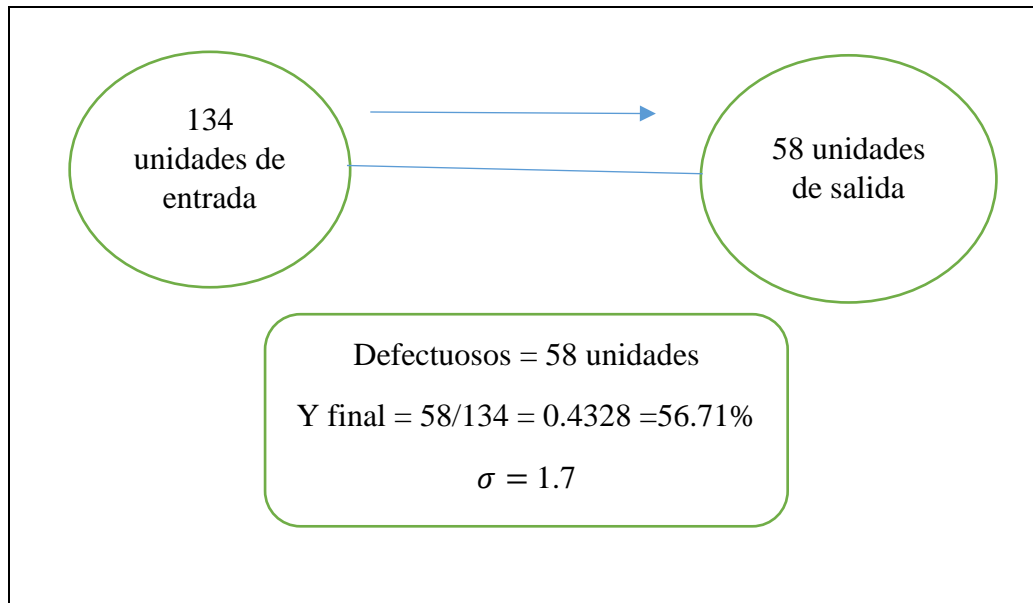 134
unidades de
entrada
58 unidades
de salida
Defectuosos = 58 unidades
Y final = 58/134 = 0.4328 =56.71%
𝜎 = 1.7